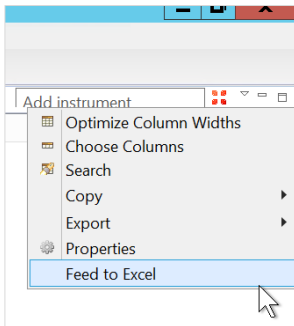 Add instrument
Optimize Column Widths
Choose Columns
Search
Copy
Export
Properties
Feed to Excel